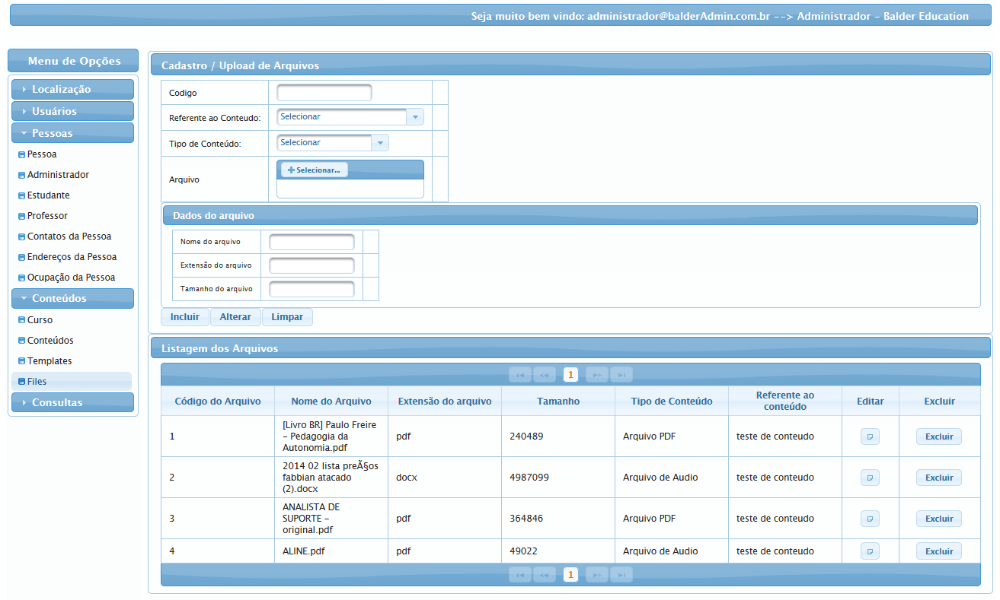 Seja muito bem vindo: administrador@balderAdmin.com.br --> Administrador - Balder Education
Menu de Opções
Localização
Usuários
Pessoas
Pessoa
Administrador
Estudante
Professor
Contatos da Pessoa
Endereços da Pessoa
Ocupação da Pessoa
Conteúdos
Curso
Conteúdos
Templates
Files
Consultas
Cadastro / Upload de Arquivos
Codigo
Referente ao Conteudo: Selecionar
Tipo de Conteúdo: Selecionar
Arquivo Selecionar...
Dados do arquivo
Nome do arquivo
Extensão do arquivo
Tamanho do arquivo
Incluir Alterar Limpar
Listagem dos Arquivos
1
Código do Arquivo Nome do Arquivo Extensão do arquivo Tamanho Tipo de Conteúdo Referente ao conteúdo Editar Excluir
1 [Livro BR] Paulo Freire - Pedagogia da Autonomia.pdf pdf 240489 Arquivo PDF teste de conteudo Excluir
2 2014 02 lista preÃ§os fabbian atacado (2).docx docx 4987099 Arquivo de Audio teste de conteudo Excluir
3 ANALISTA DE SUPORTE - original.pdf pdf 364846 Arquivo PDF teste de conteudo Excluir
4 ALINE.pdf pdf 49022 Arquivo de Audio teste de conteudo Excluir
1